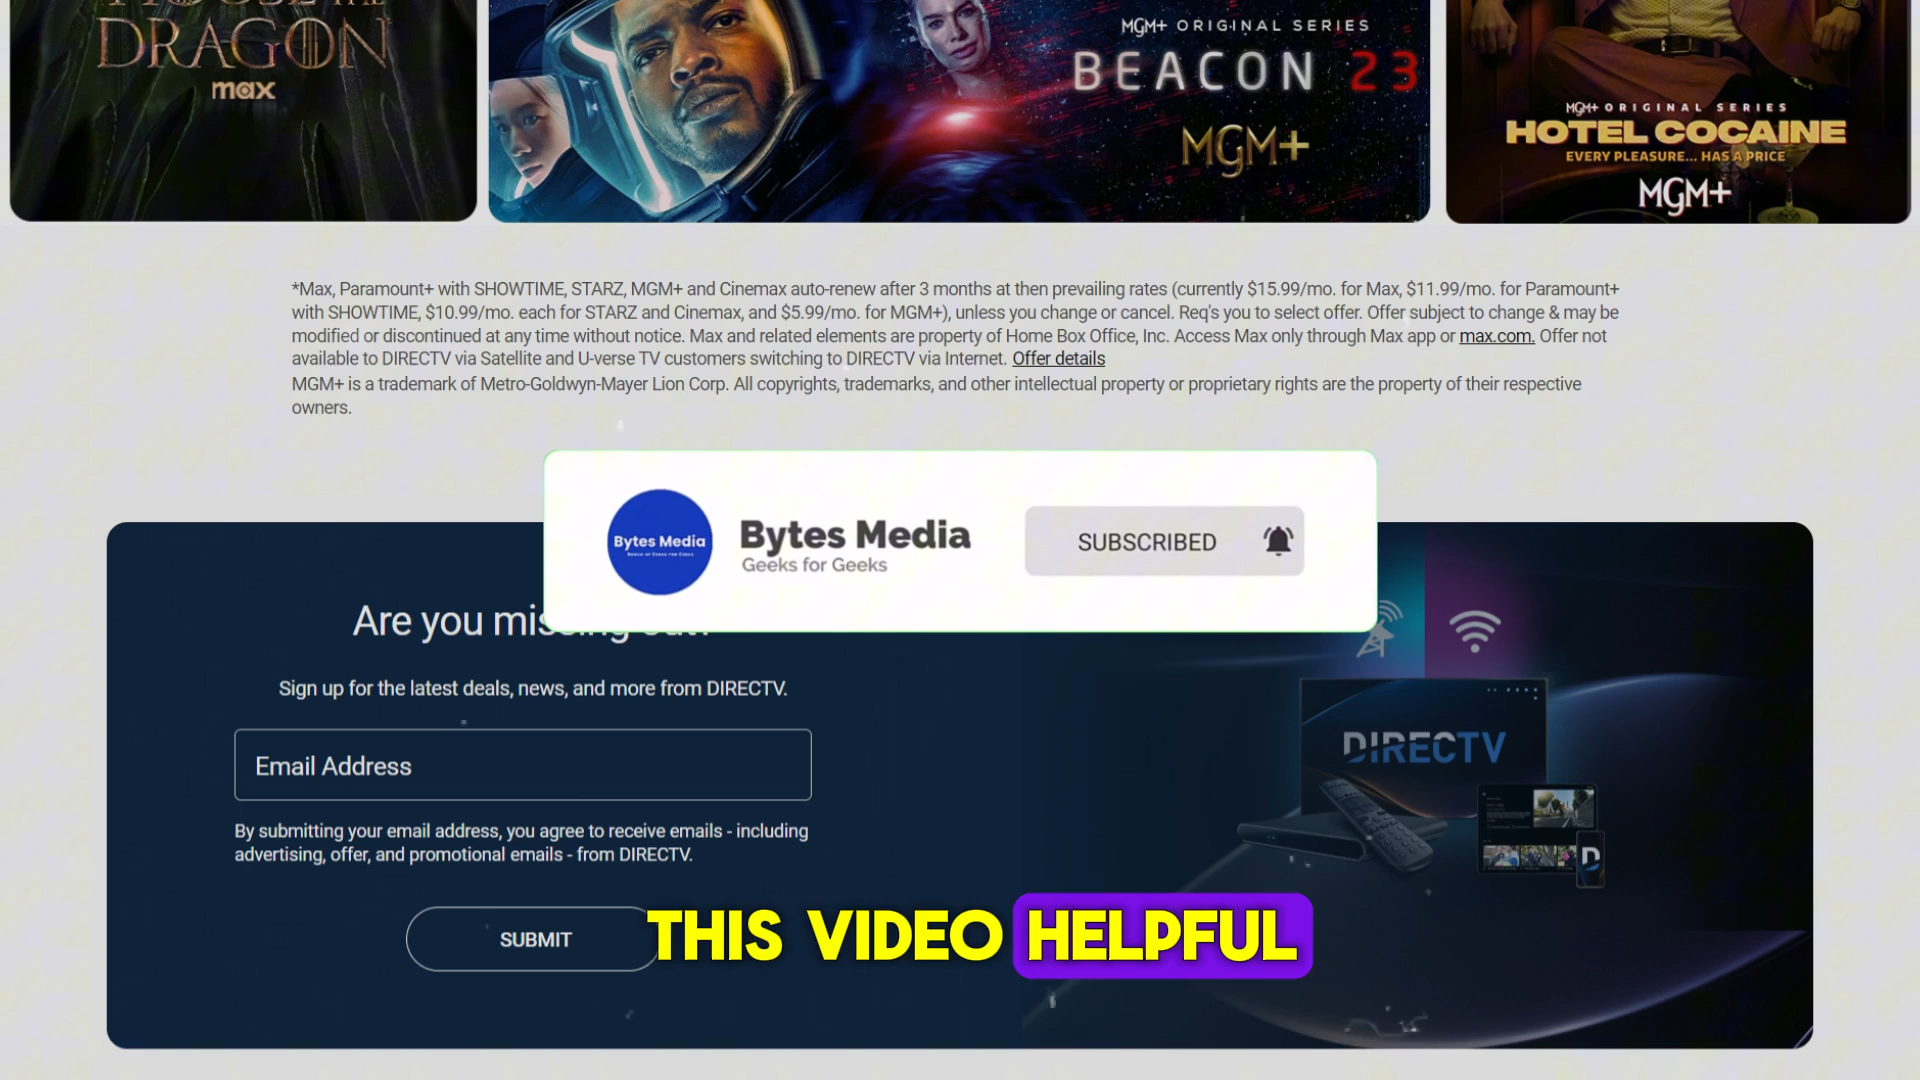 HOUSE THE
DRAGON
max
MGM+ ORIGINAL SERIES
BEACON 23
MGM+
MGM+ ORIGINAL SERIES
HOTEL COCAINE
EVERY PLEASURE... HAS A PRICE
MGM+
*Max, Paramount+ with SHOWTIME, STARZ, MGM+ and Cinemax auto-renew after 3 months at then prevailing rates (currently $15.99/mo. for Max, $11.99/mo. for Paramount+
with SHOWTIME, $10.99/mo. each for STARZ and Cinemax, and $5.99/mo. for MGM+), unless you change or cancel. Req's you to select offer. Offer subject to change & may be
modified or discontinued at any time without notice. Max and related elements are property of Home Box Office, Inc. Access Max only through Max app or max.com. Offer not
available to DIRECTV via Satellite and U-verse TV customers switching to DIRECTV via Internet. Offer details
MGM+ is a trademark of Metro-Goldwyn-Mayer Lion Corp. All copyrights, trademarks, and other intellectual property or proprietary rights are the property of their respective
owners.
Bytes Media
Bytes Media
Geeks for Geeks
SUBSCRIBED
Are you missing out?
Sign up for the latest deals, news, and more from DIRECTV.
Email Address
By submitting your email address, you agree to receive emails - including
advertising, offer, and promotional emails - from DIRECTV.
SUBMIT
DIRECTV
D
THIS VIDEO HELPFUL